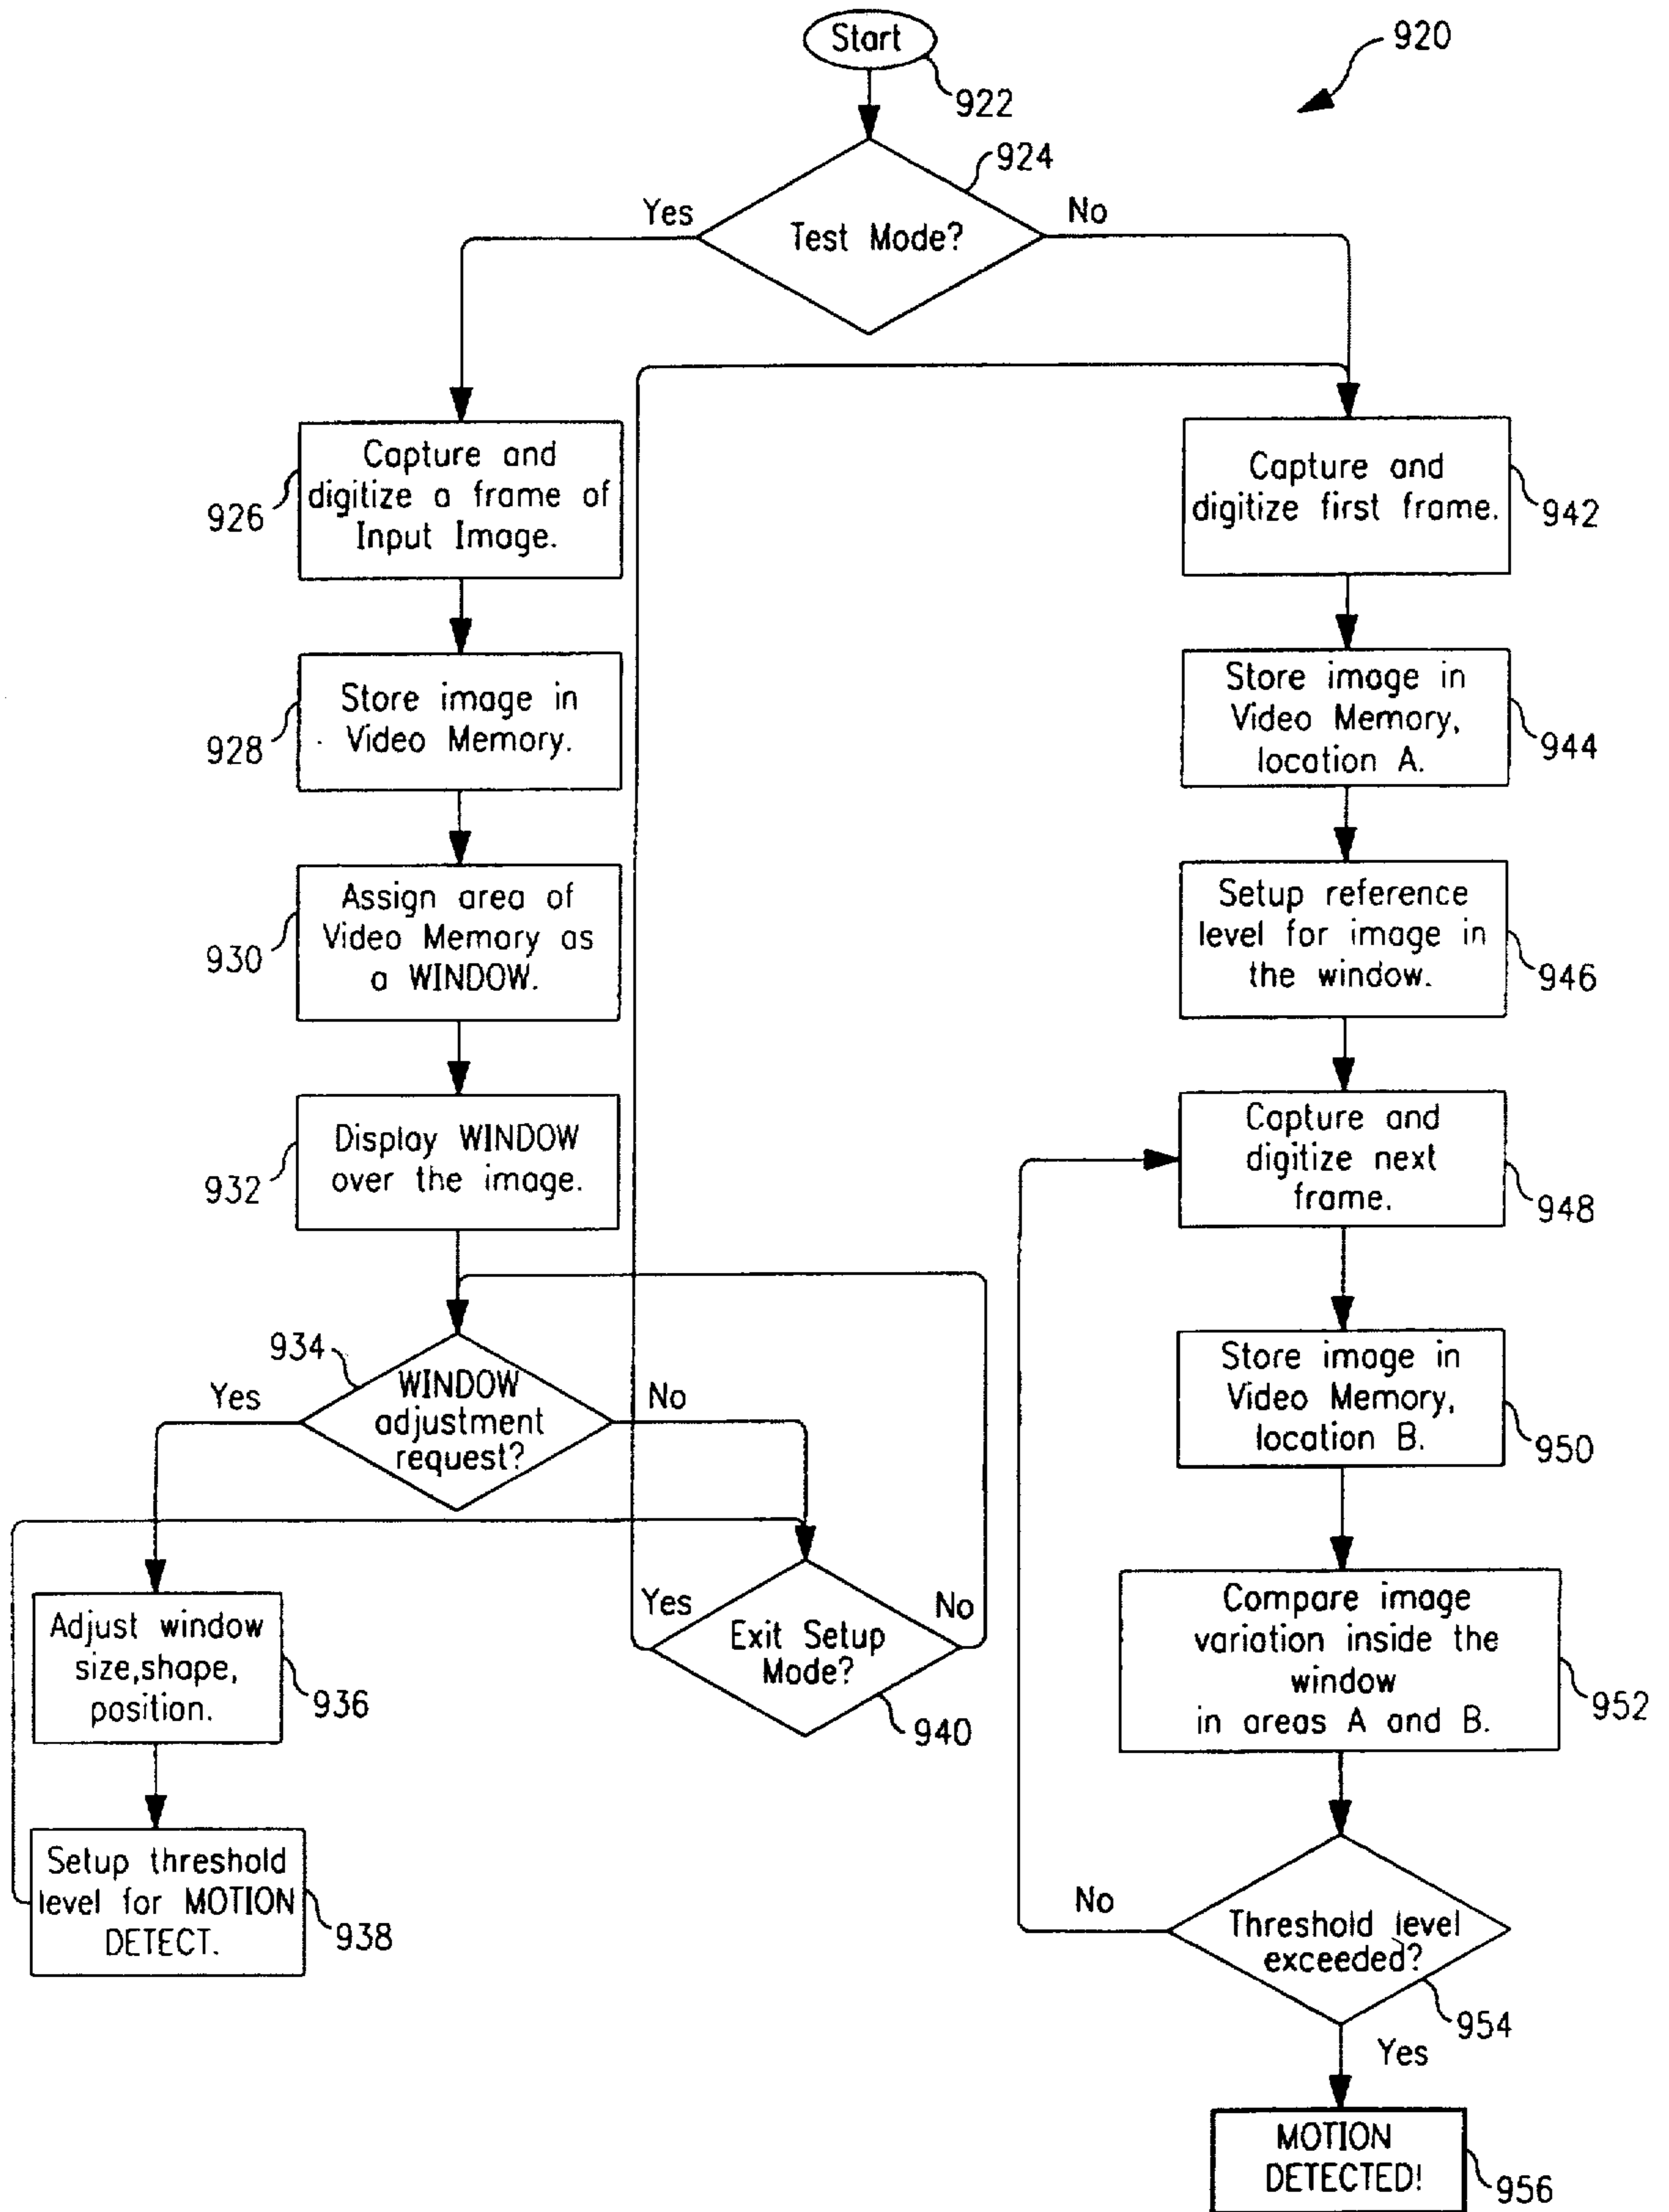 Start
920
922
924
Test Mode?
Yes
No
Capture and
digitize a frame of
Input Image.
926
Store image in
Video Memory.
928
Assign area of
Video Memory as
a WINDOW.
930
Display WINDOW
over the image.
932
934
WINDOW
adjustment
request?
Yes
No
Adjust window
size,shape,
position.
936
Setup threshold
level for MOTION
DETECT.
938
Exit Setup
Mode?
Yes
No
940
Capture and
digitize first frame.
942
Store image in
Video Memory,
location A.
944
Setup reference
level for image in
the window.
946
Capture and
digitize next
frame.
948
Store image in
Video Memory,
location B.
950
Compare image
variation inside the
window
in areas A and B.
952
Threshold level
exceeded?
No
954
Yes
MOTION
DETECTED!
956